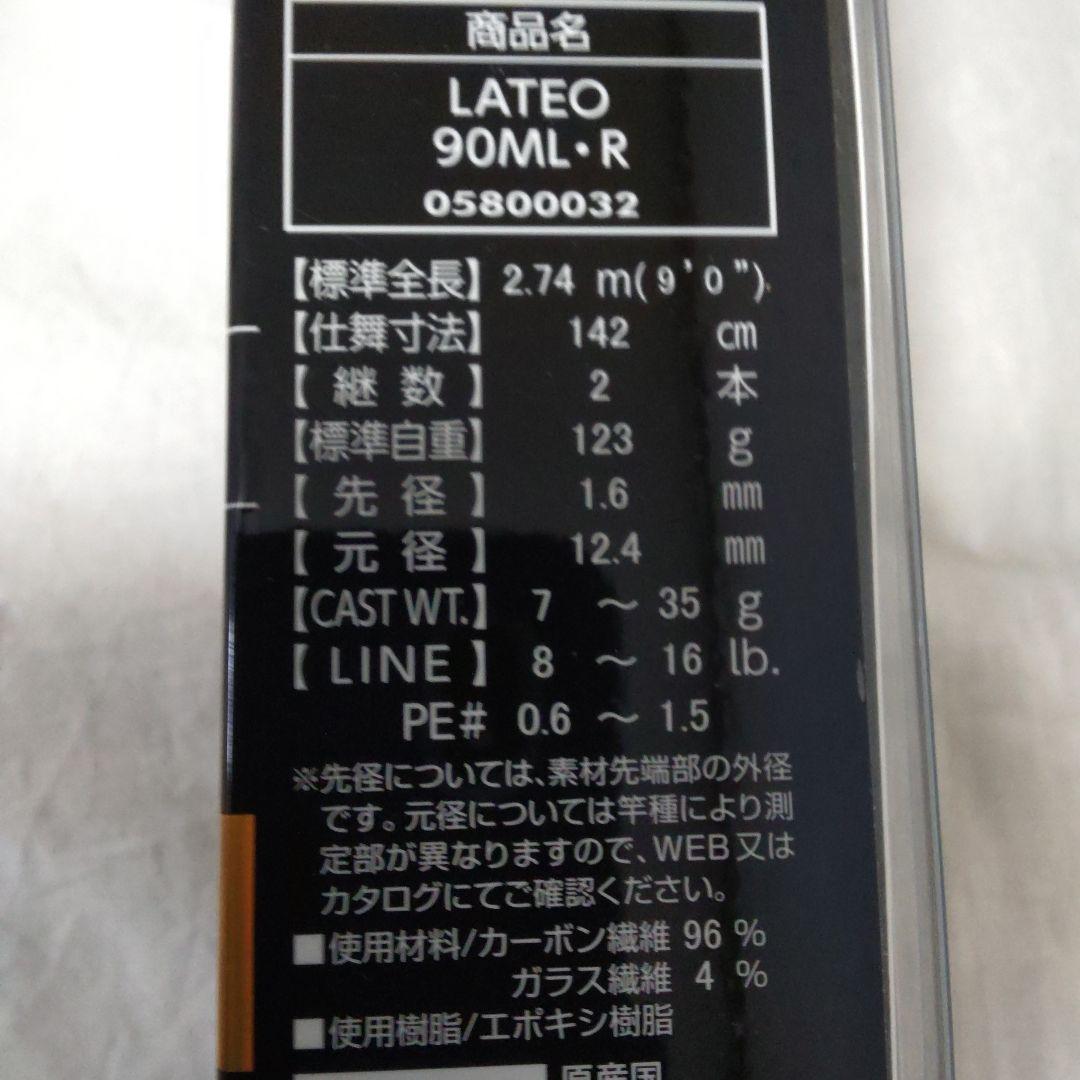 商品名
LATEO
90ML・R
05800032
【標準全長】 2.74 m(9'0")
【仕舞寸法】 142 cm
【継数】 2 本
【標準自重】 123 g
【先径】 1.6 mm
【元径】 12.4 mm
【CAST WT.】 7 〜 35 g
【LINE】 8 〜 16 lb.
PE# 0.6 〜 1.5
※先径については、素材先端部の外径
です。元径については竿種により測
定部が異なりますので、WEB又は
カタログにてご確認ください。
■使用材料/カーボン繊維 96 %
ガラス繊維 4 %
■使用樹脂/エポキシ樹脂
原産国